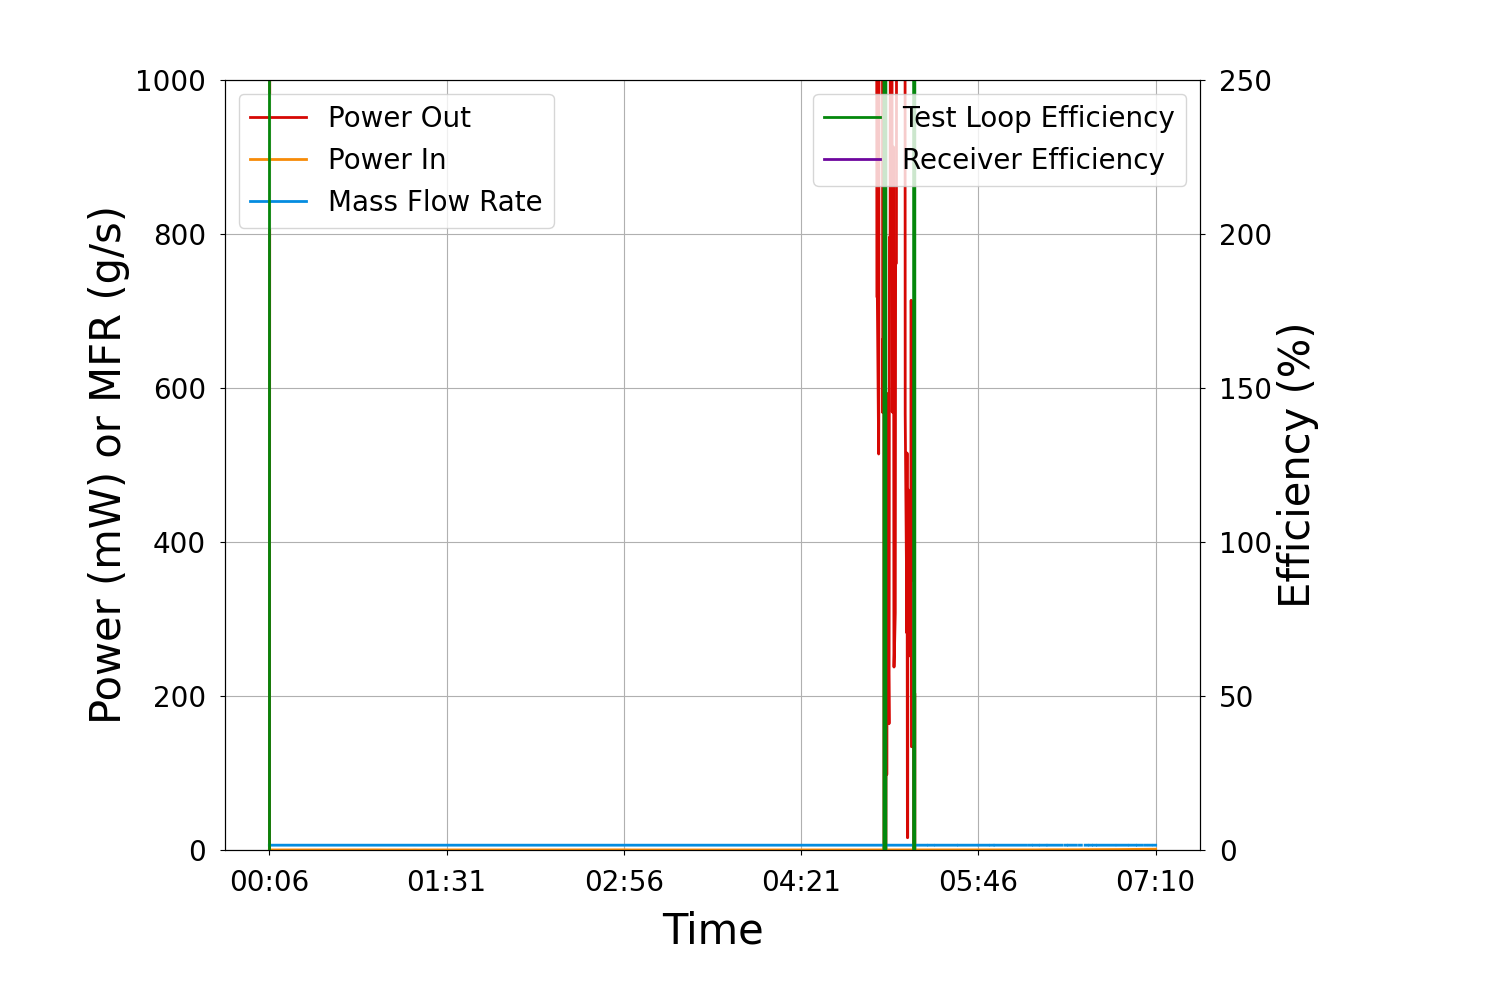 1000
800
600
400
200
0
Power (mW) or MFR (g/s)
Power Out
Power In
Mass Flow Rate
Test Loop Efficiency
Receiver Efficiency
250
200
150
100
50
0
Efficiency (%)
00:06 01:31 02:56 04:21 05:46 07:10
Time